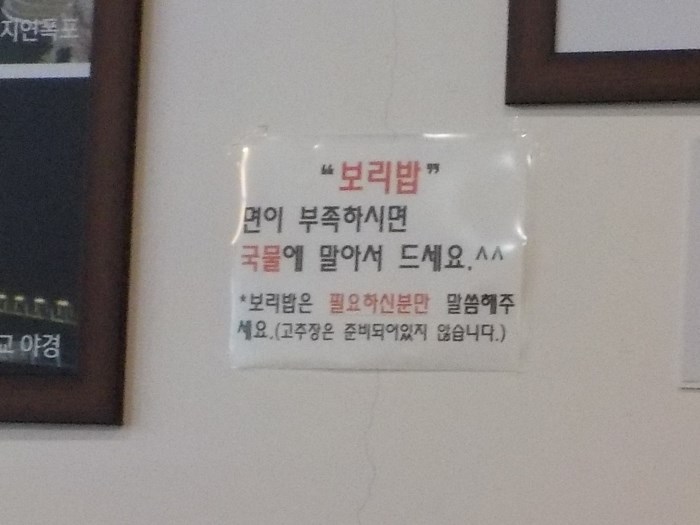 지연폭포
"보리밥"
면이 부족하시면
국물에 말아서 드세요.^^
*보리밥은 필요하신분만 말씀해주
세요.(고추장은 준비되어있지 않습니다.)
교 야경